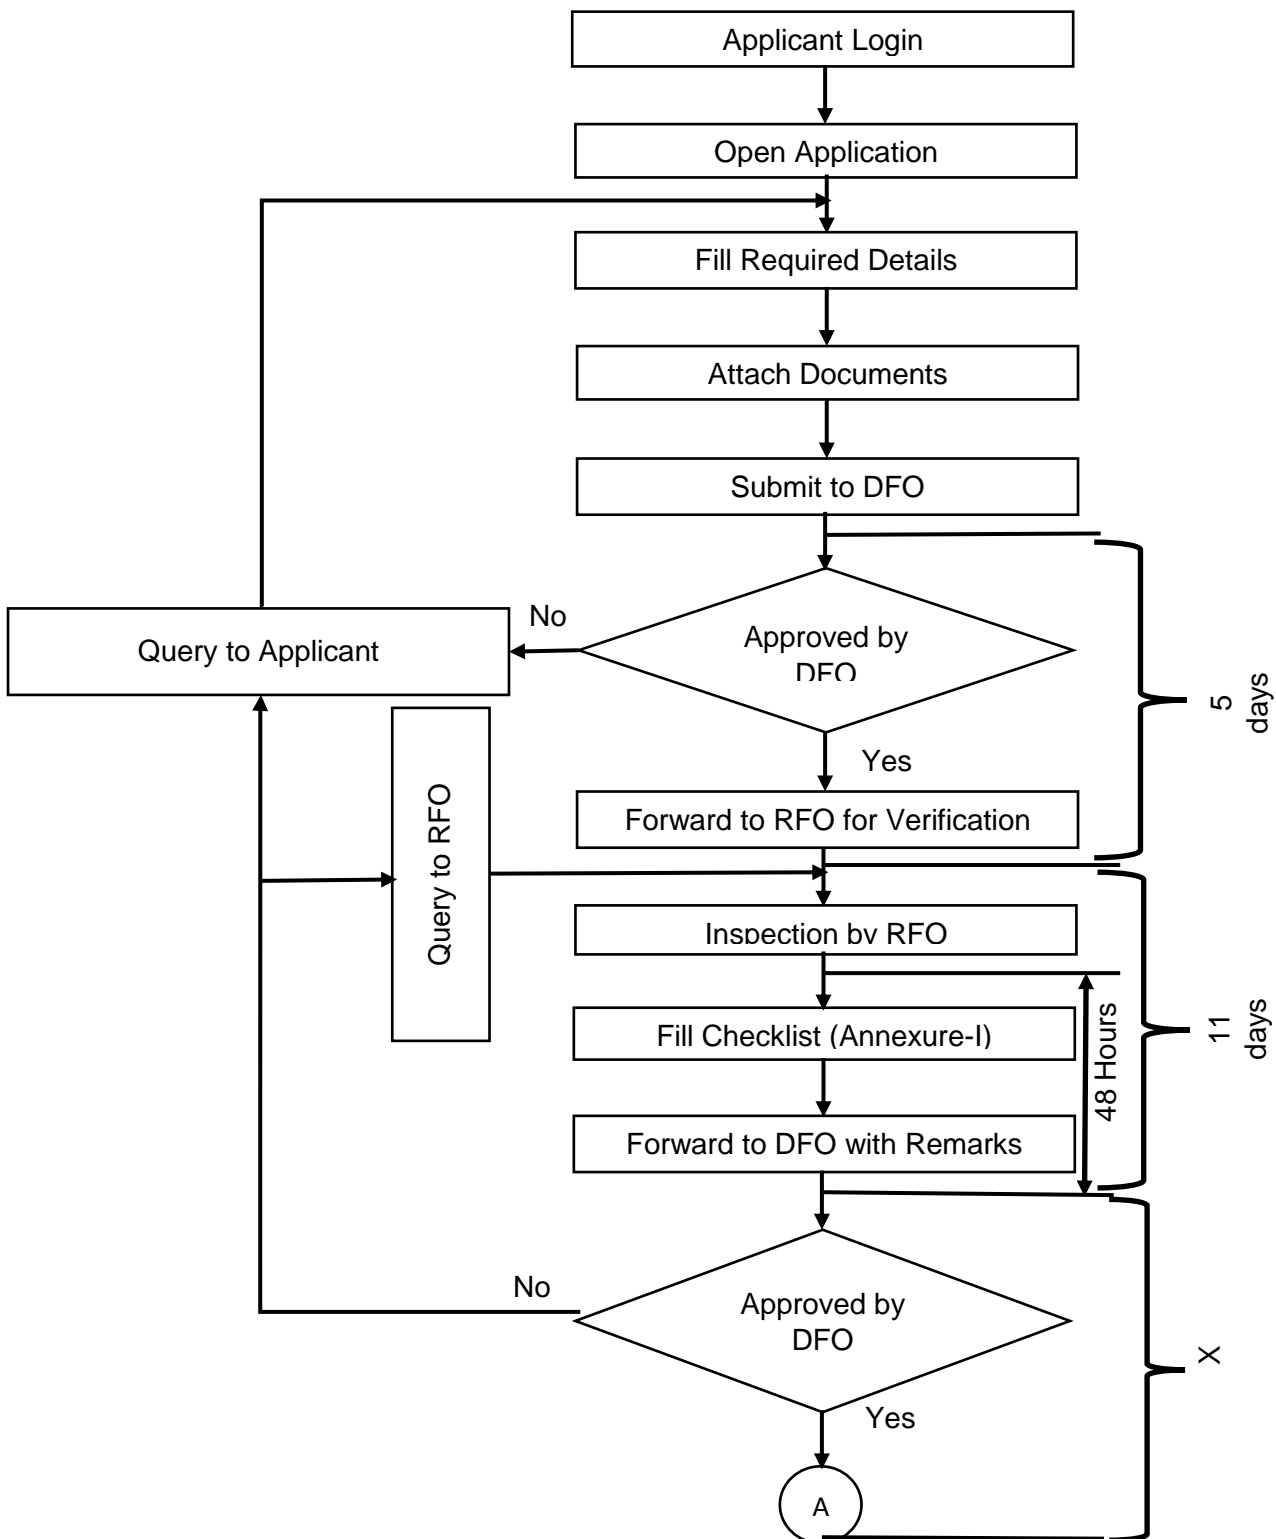 Applicant Login
Open Application
Fill Required Details
Attach Documents
Submit to DFO
No
Approved by
DFO
Query to Applicant
5
days
Yes
Query to RFO
Forward to RFO for Verification
Inspection by RFO
Fill Checklist (Annexure-I)
48 Hours
11
days
Forward to DFO with Remarks
No
Approved by
DFO
X
Yes
A